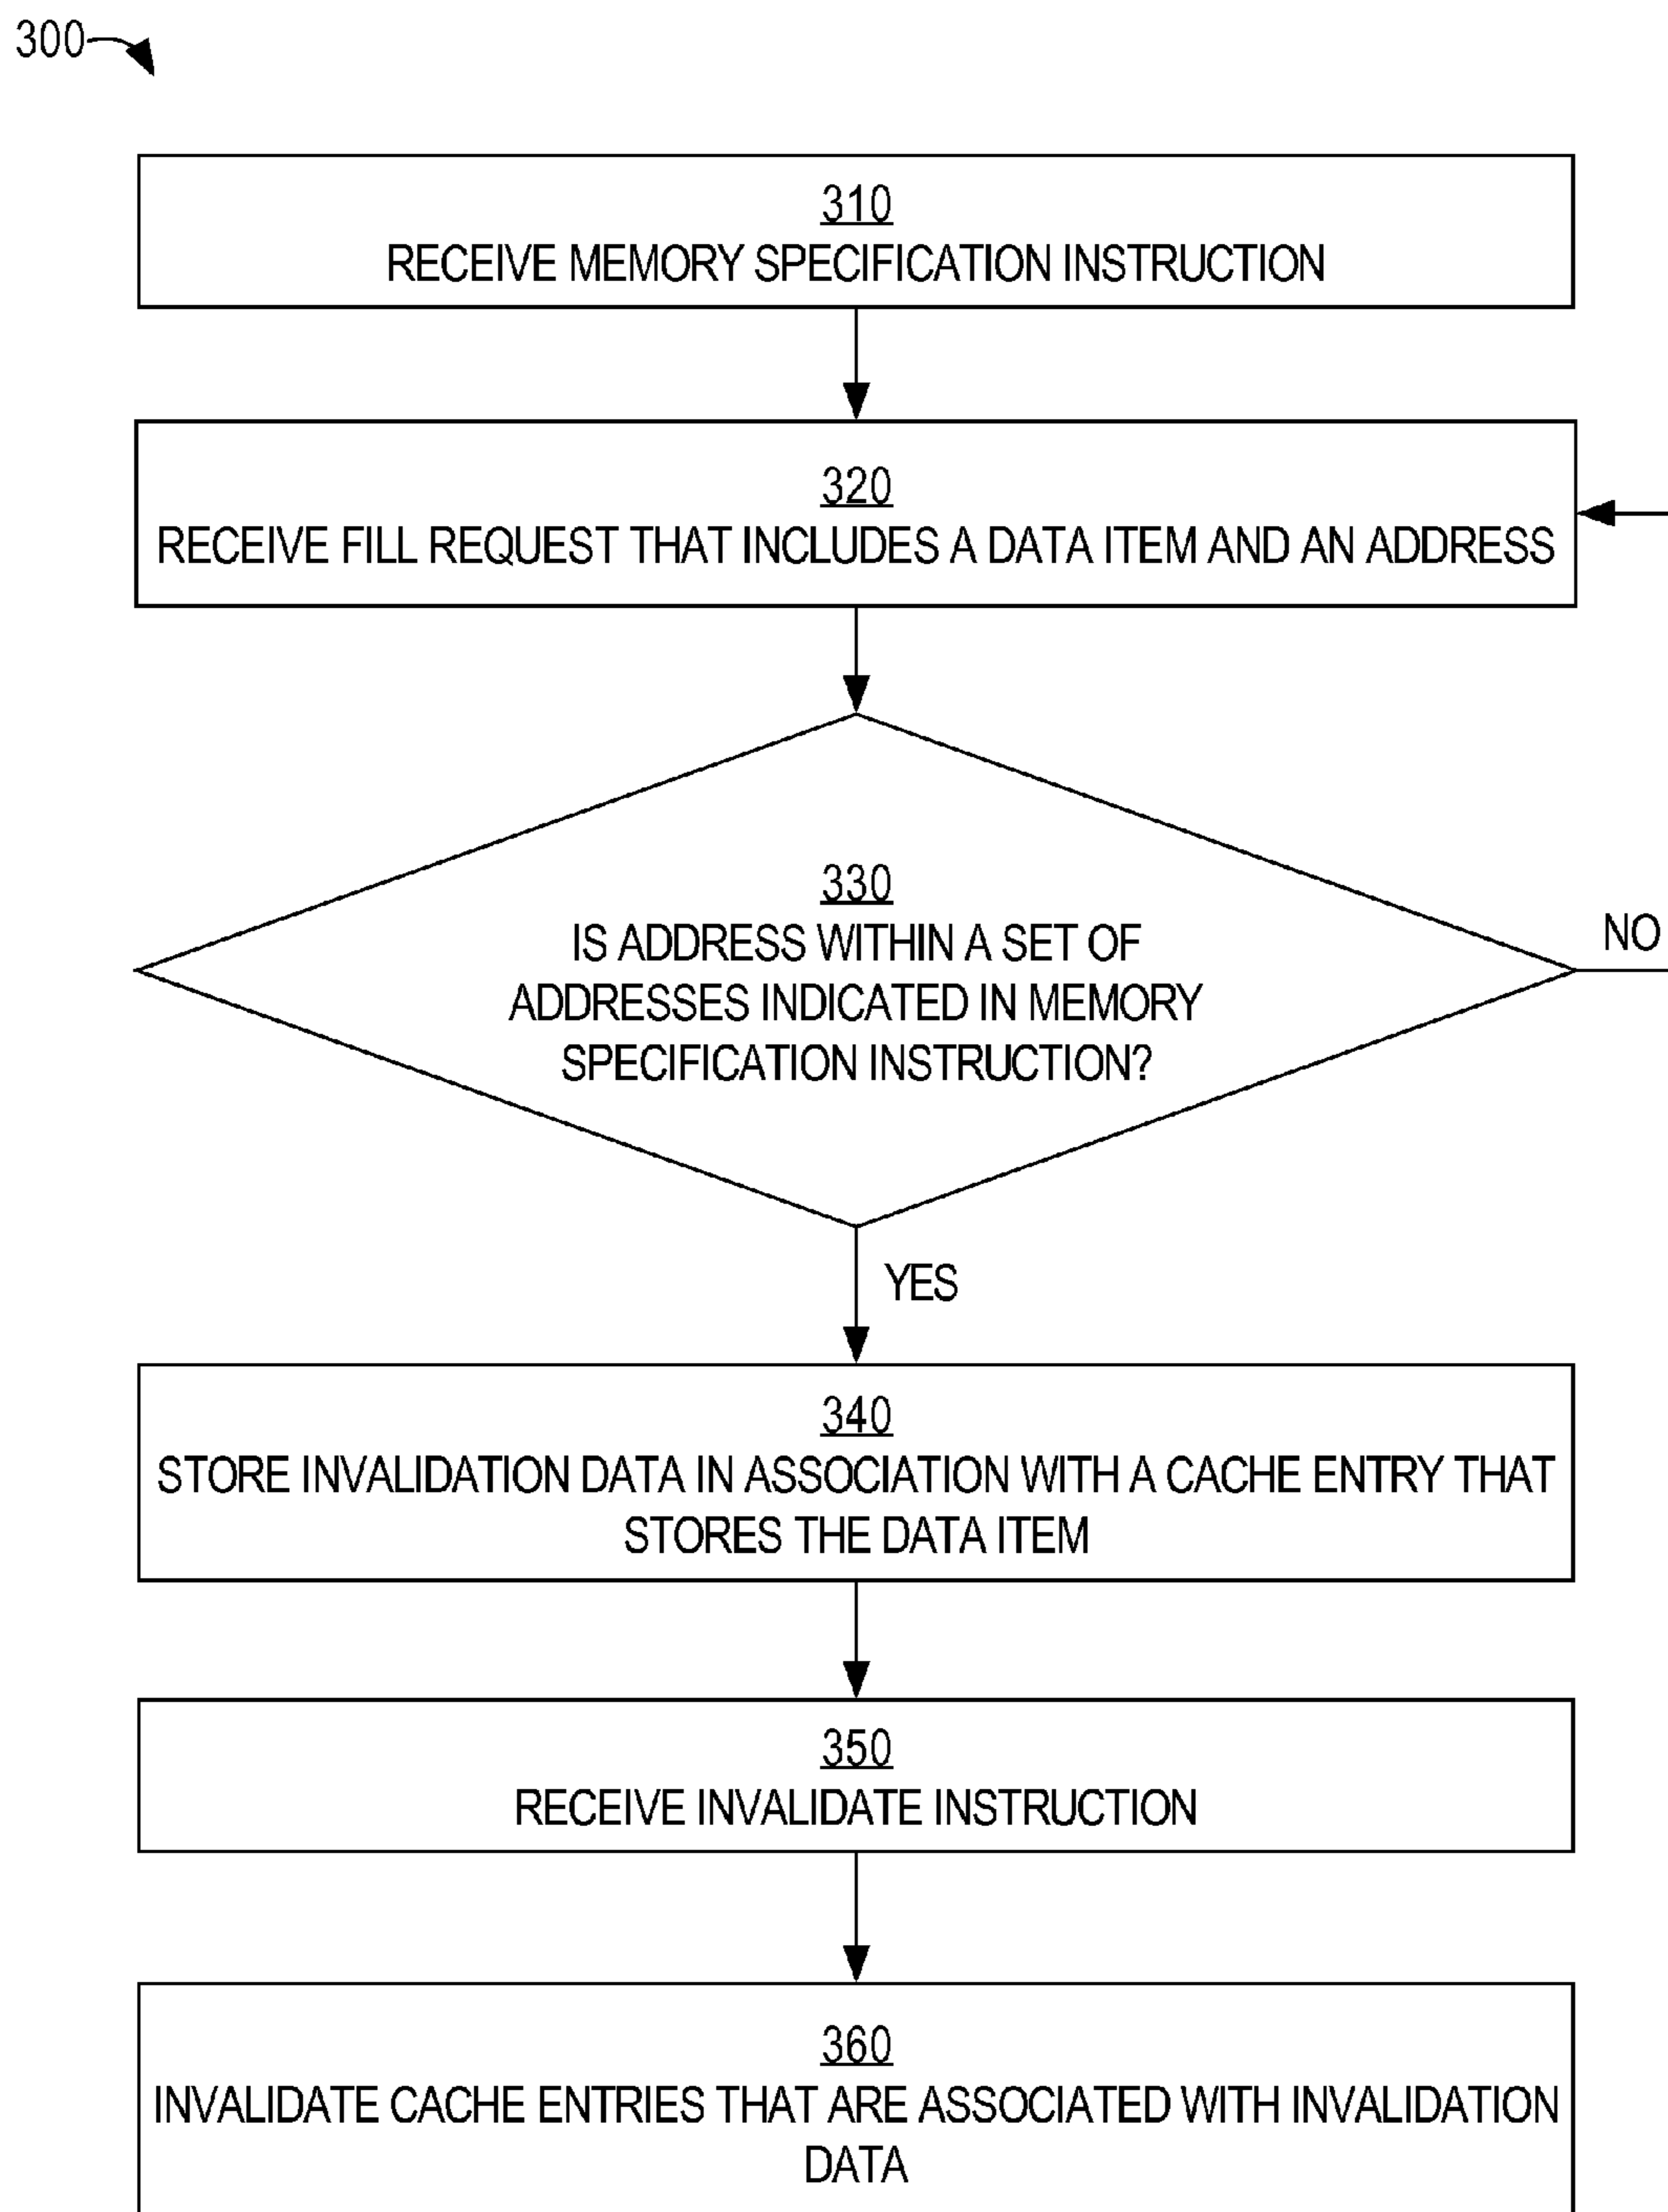 300
310
RECEIVE MEMORY SPECIFICATION INSTRUCTION
320
RECEIVE FILL REQUEST THAT INCLUDES A DATA ITEM AND AN ADDRESS
330
IS ADDRESS WITHIN A SET OF
ADDRESSES INDICATED IN MEMORY
SPECIFICATION INSTRUCTION?
NO
YES
340
STORE INVALIDATION DATA IN ASSOCIATION WITH A CACHE ENTRY THAT
STORES THE DATA ITEM
350
RECEIVE INVALIDATE INSTRUCTION
360
INVALIDATE CACHE ENTRIES THAT ARE ASSOCIATED WITH INVALIDATION
DATA